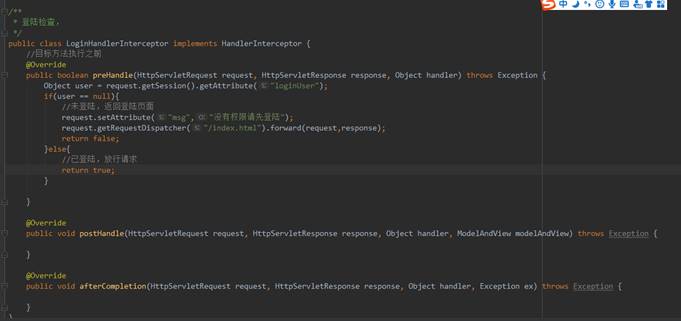 /**
 * 登陆检查，
 */
public class LoginHandlerInterceptor implements HandlerInterceptor {
    //目标方法执行之前
    @Override
    public boolean preHandle(HttpServletRequest request, HttpServletResponse response, Object handler) throws Exception {
        Object user = request.getSession().getAttribute( s: "loginUser");
        if(user == null){
            //未登陆，返回登陆页面
            request.setAttribute( s: "msg", o: "没有权限请先登陆");
            request.getRequestDispatcher( s: "/index.html").forward(request,response);
            return false;
        }else{
            //已登陆，放行请求
            return true;
        }

    }

    @Override
    public void postHandle(HttpServletRequest request, HttpServletResponse response, Object handler, ModelAndView modelAndView) throws Exception {

    }

    @Override
    public void afterCompletion(HttpServletRequest request, HttpServletResponse response, Object handler, Exception ex) throws Exception {

    }
}
中